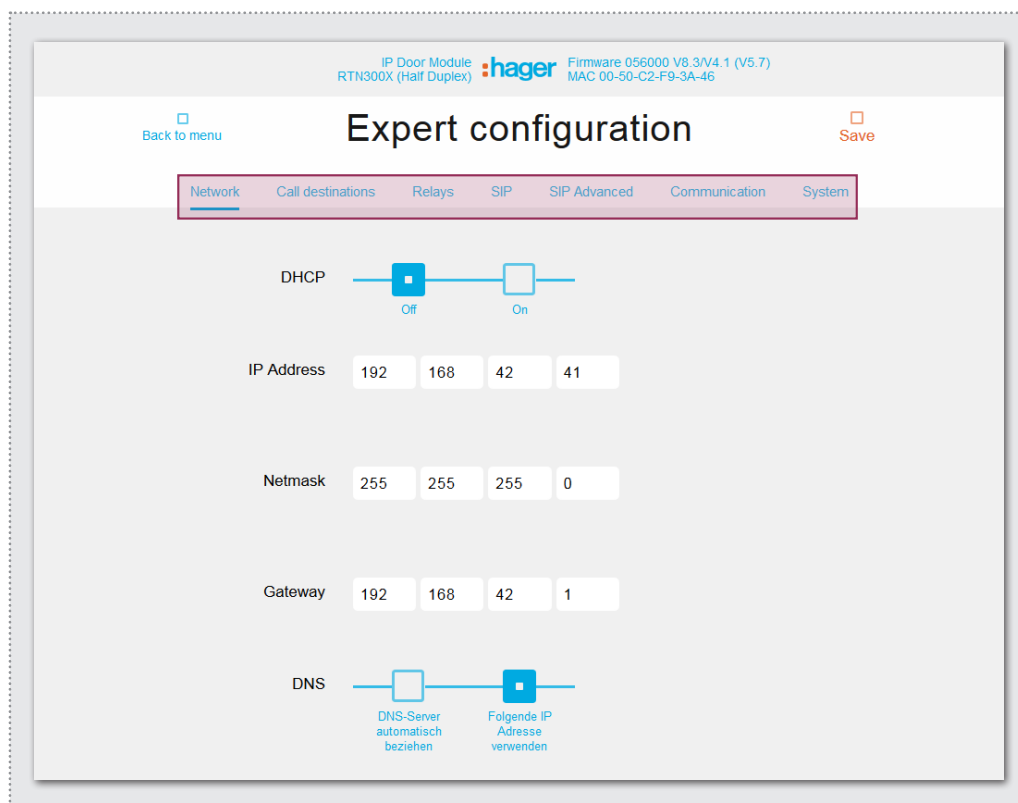 IP Door Module
RTN300X (Half Duplex)
:hager
Firmware 056000 V8.3/V4.1 (V5.7)
MAC 00-50-C2-F9-3A-46
Back to menu
Expert configuration
Save
Network Call destinations Relays SIP SIP Advanced Communication System
DHCP
Off On
IP Address 192 168 42 41
Netmask 255 255 255 0
Gateway 192 168 42 1
DNS
DNS-Server
automatisch
beziehen
Folgende IP
Adresse
verwenden